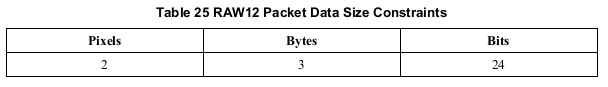 Table 25 RAW12 Packet Data Size Constraints
Pixels Bytes Bits
2 3 24